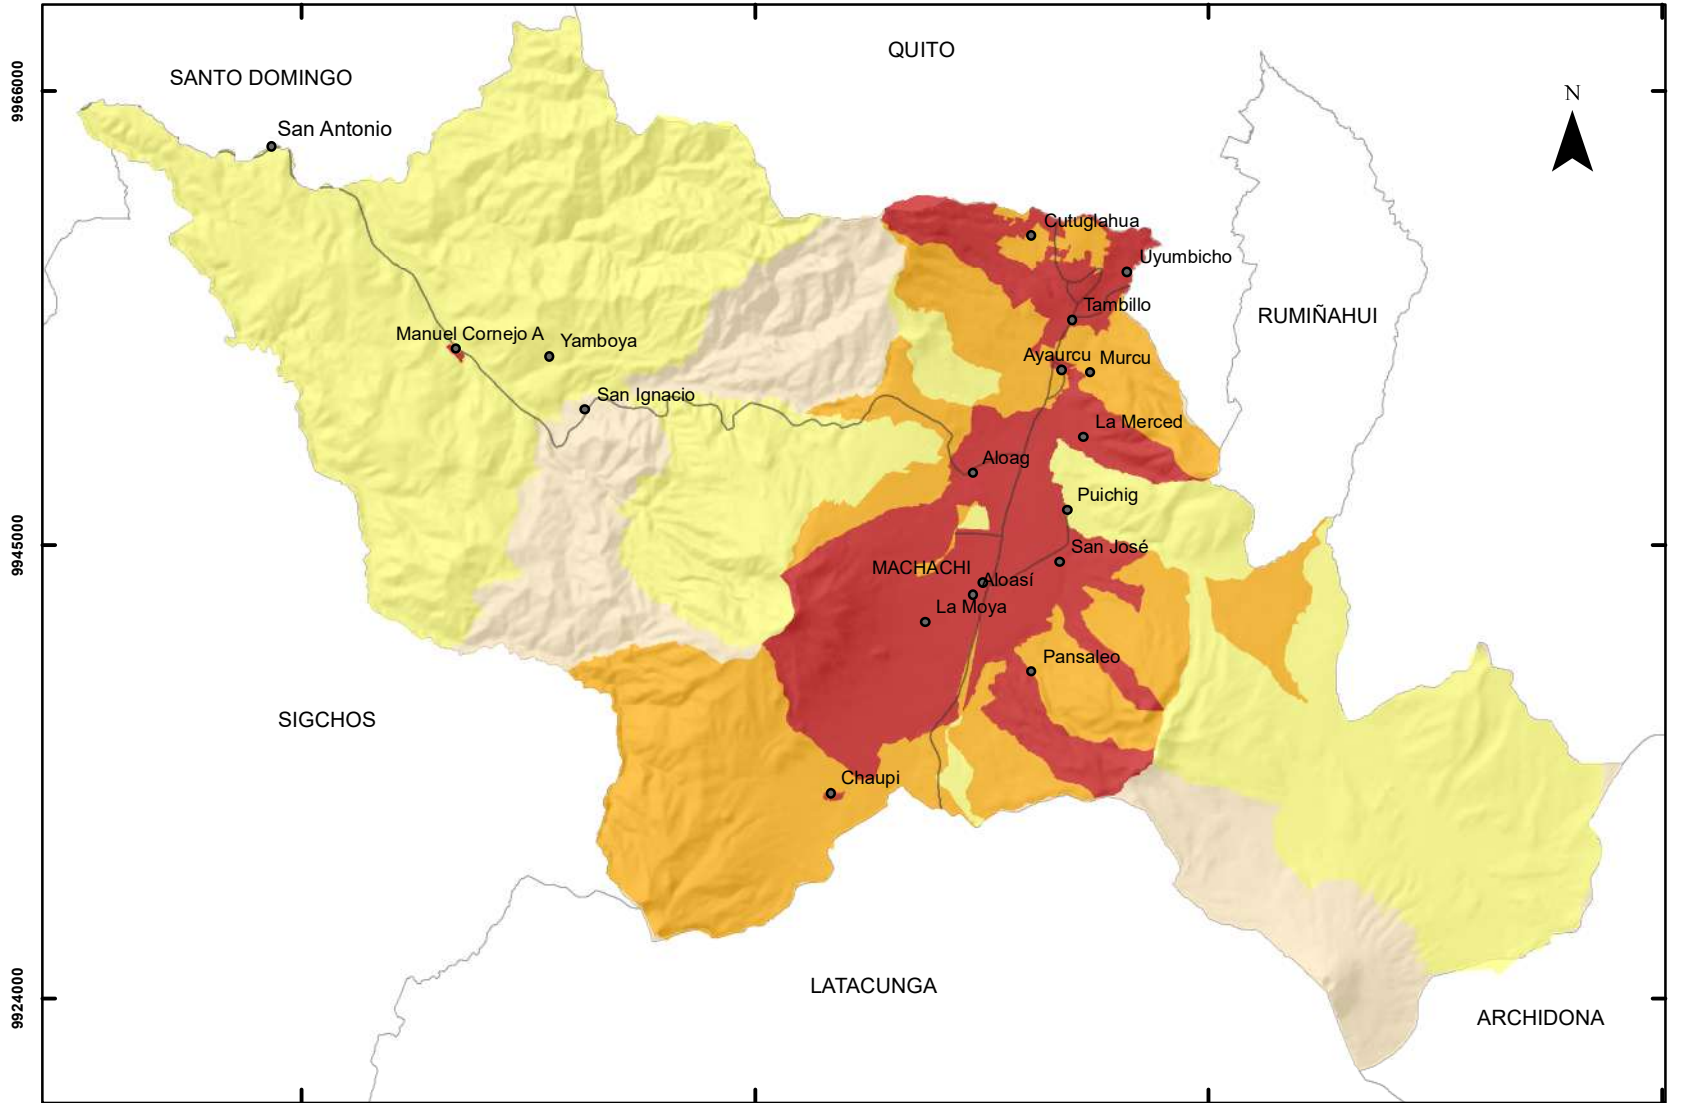 QUITO
SANTO DOMINGO
9966000
N
San Antonio
Cutuglahua
Uyumbicho
Tambillo
RUMIÑAHUI
Manuel Cornejo A
Yamboya
Ayaurcu
Murcu
San Ignacio
La Merced
Aloag
Puichig
9945000
San José
MACHACHI
Aloasí
La Moya
Pansaleo
SIGCHOS
Chaupi
LATACUNGA
9924000
ARCHIDONA